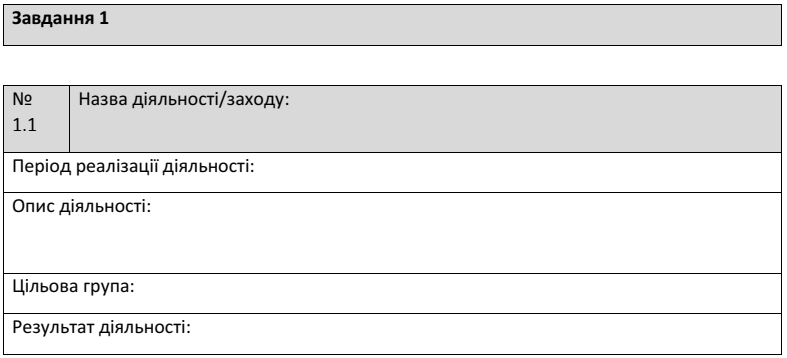 Завдання 1
№
1.1
Назва діяльності/заходу:
Період реалізації діяльності:
Опис діяльності:
Цільова група:
Результат діяльності: